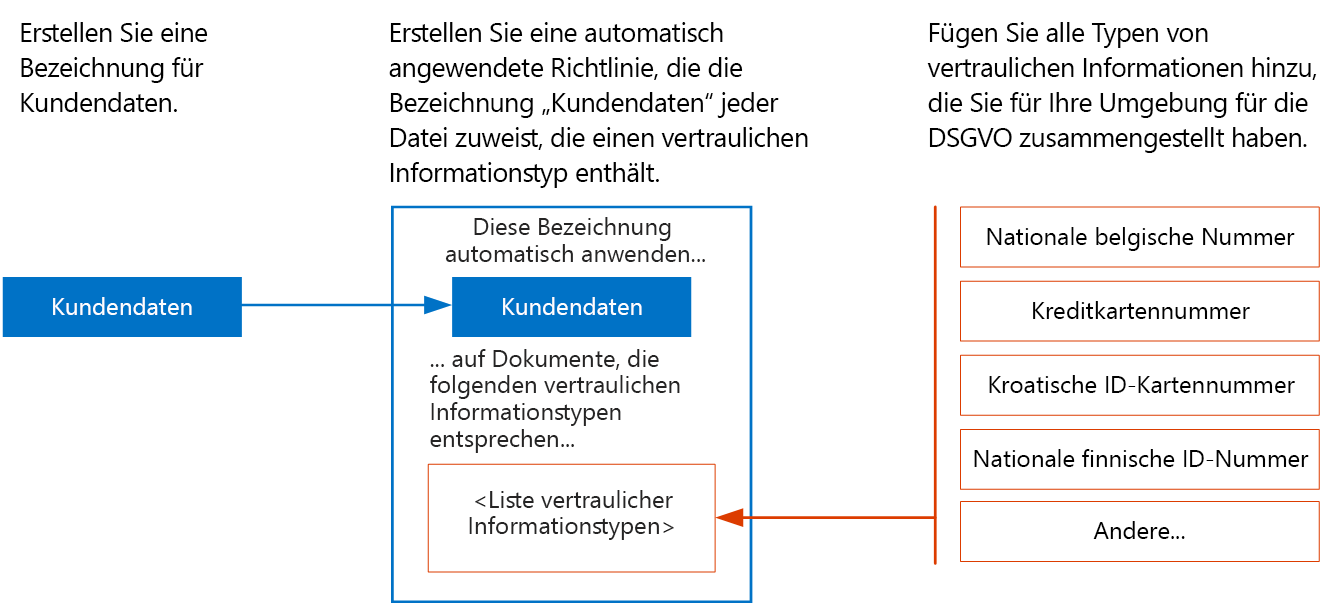 Erstellen Sie eine
Bezeichnung für
Kundendaten.
Erstellen Sie eine automatisch
angewendete Richtlinie, die die
Bezeichnung „Kundendaten“ jeder
Datei zuweist, die einen vertraulichen
Informationstyp enthält.
Fügen Sie alle Typen von
vertraulichen Informationen hinzu,
die Sie für Ihre Umgebung für die
DSGVO zusammengestellt haben.
Kundendaten
Diese Bezeichnung
automatisch anwenden...
Kundendaten
... auf Dokumente, die
folgenden vertraulichen
Informationstypen
entsprechen...
<Liste vertraulicher
Informationstypen>
Nationale belgische Nummer
Kreditkartennummer
Kroatische ID-Kartennummer
Nationale finnische ID-Nummer
Andere...